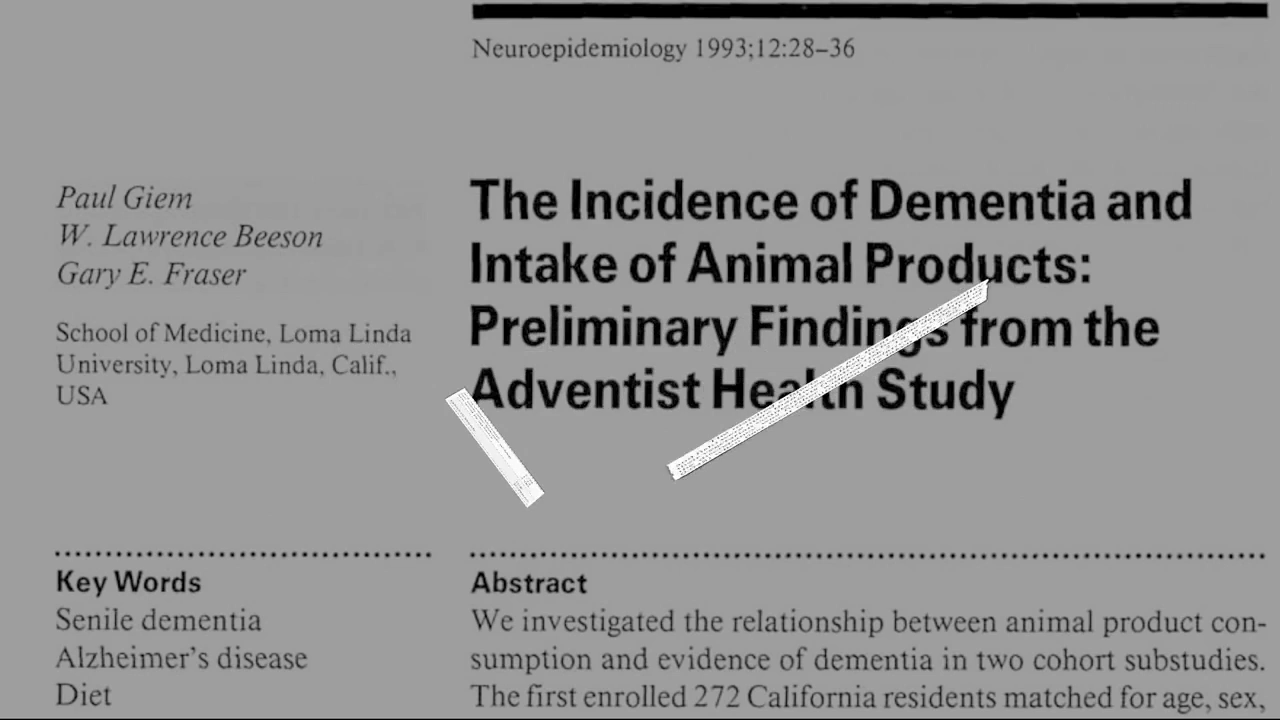 Neuroepidemiology 1993;12:28–36
Paul Giem
W. Lawrence Beeson
Gary E. Fraser
School of Medicine, Loma Linda
University, Loma Linda, Calif.,
USA
The Incidence of Dementia and
Intake of Animal Products:
Preliminary Findings from the
Adventist Health Study
Key Words
Senile dementia
Alzheimer's disease
Diet
Abstract
We investigated the relationship between animal product con-
sumption and evidence of dementia in two cohort substudies.
The first enrolled 272 California residents matched for age, sex,